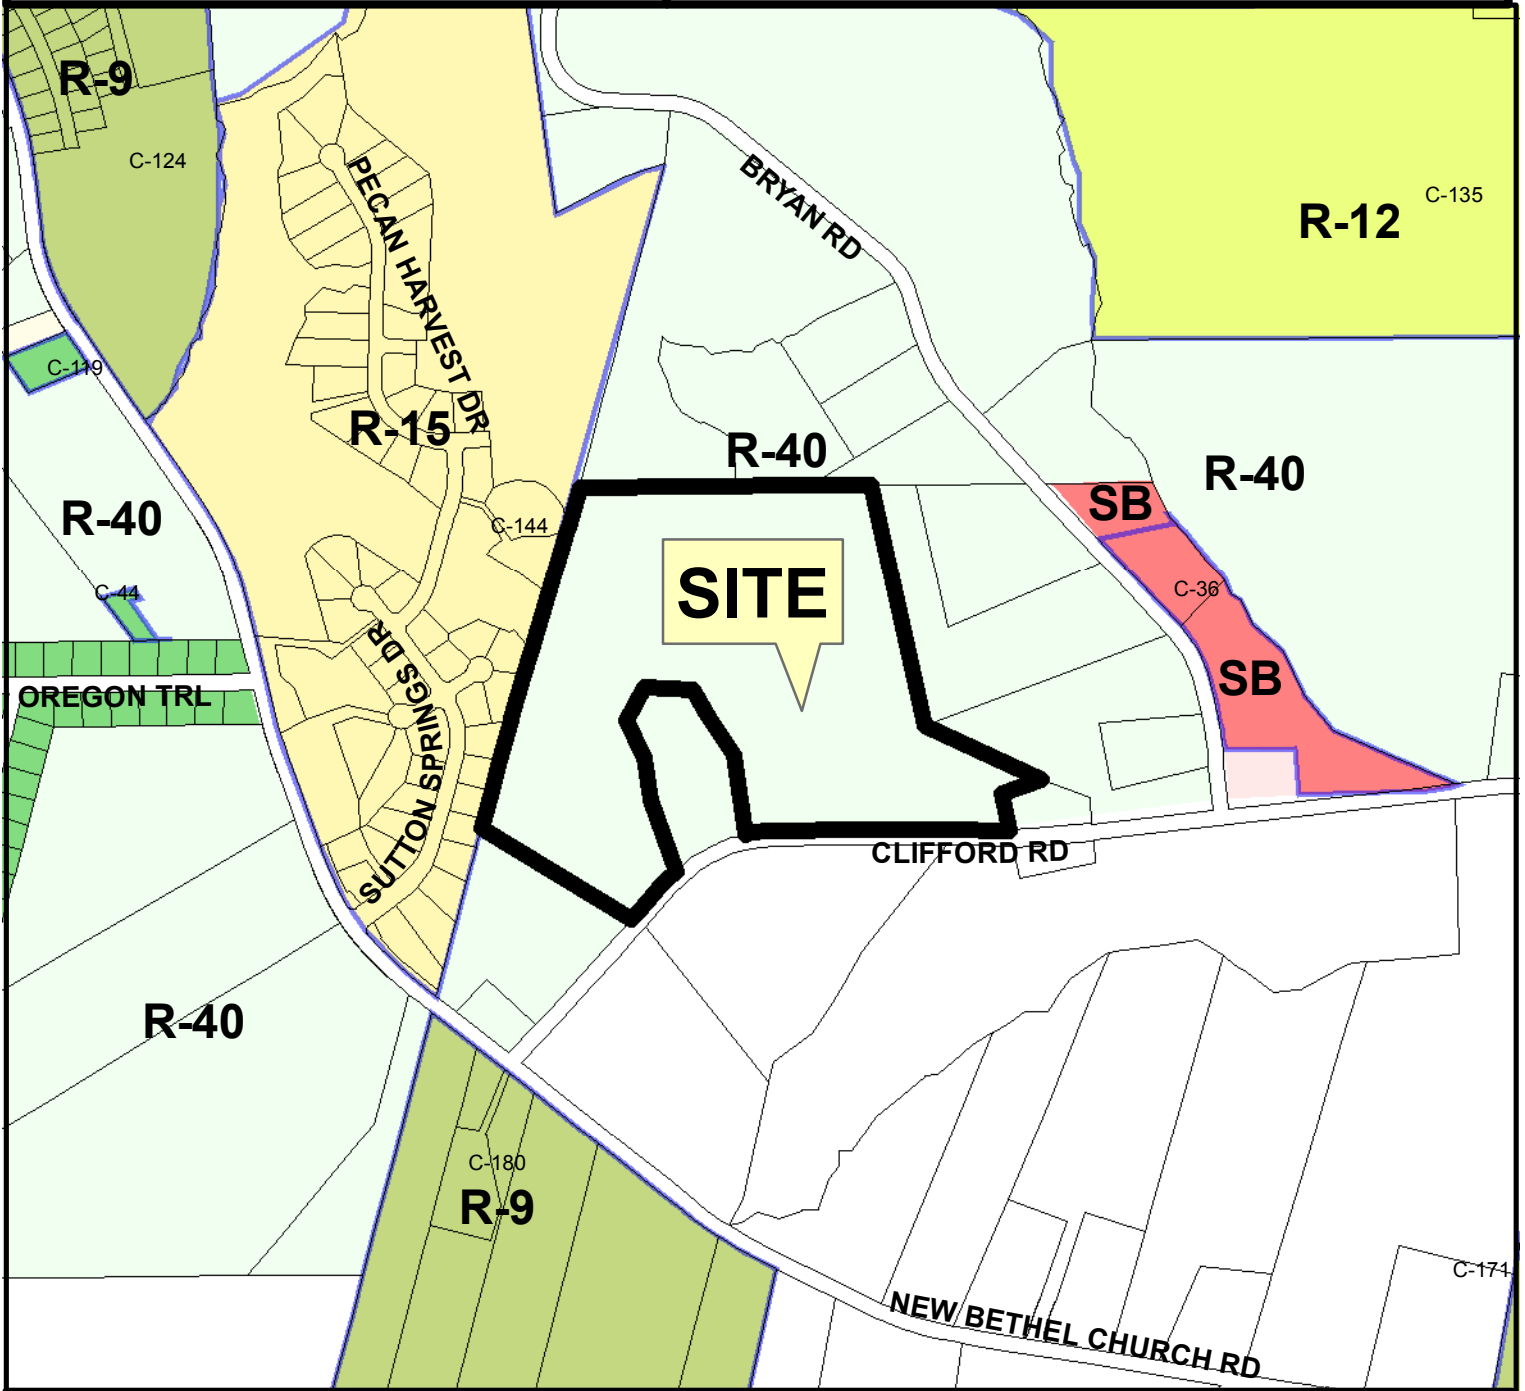 R-9
C-124
PECAN HARVEST DR
BRYAN RD
C-135
R-12
C-119
R-15
R-40
R-40
SB
R-40
C-144
SITE
C-36
C-44
SUTTON SPRINGS DR
SB
OREGON TRL
CLIFFORD RD
R-40
C-180
R-9
C-171
NEW BETHEL CHURCH RD